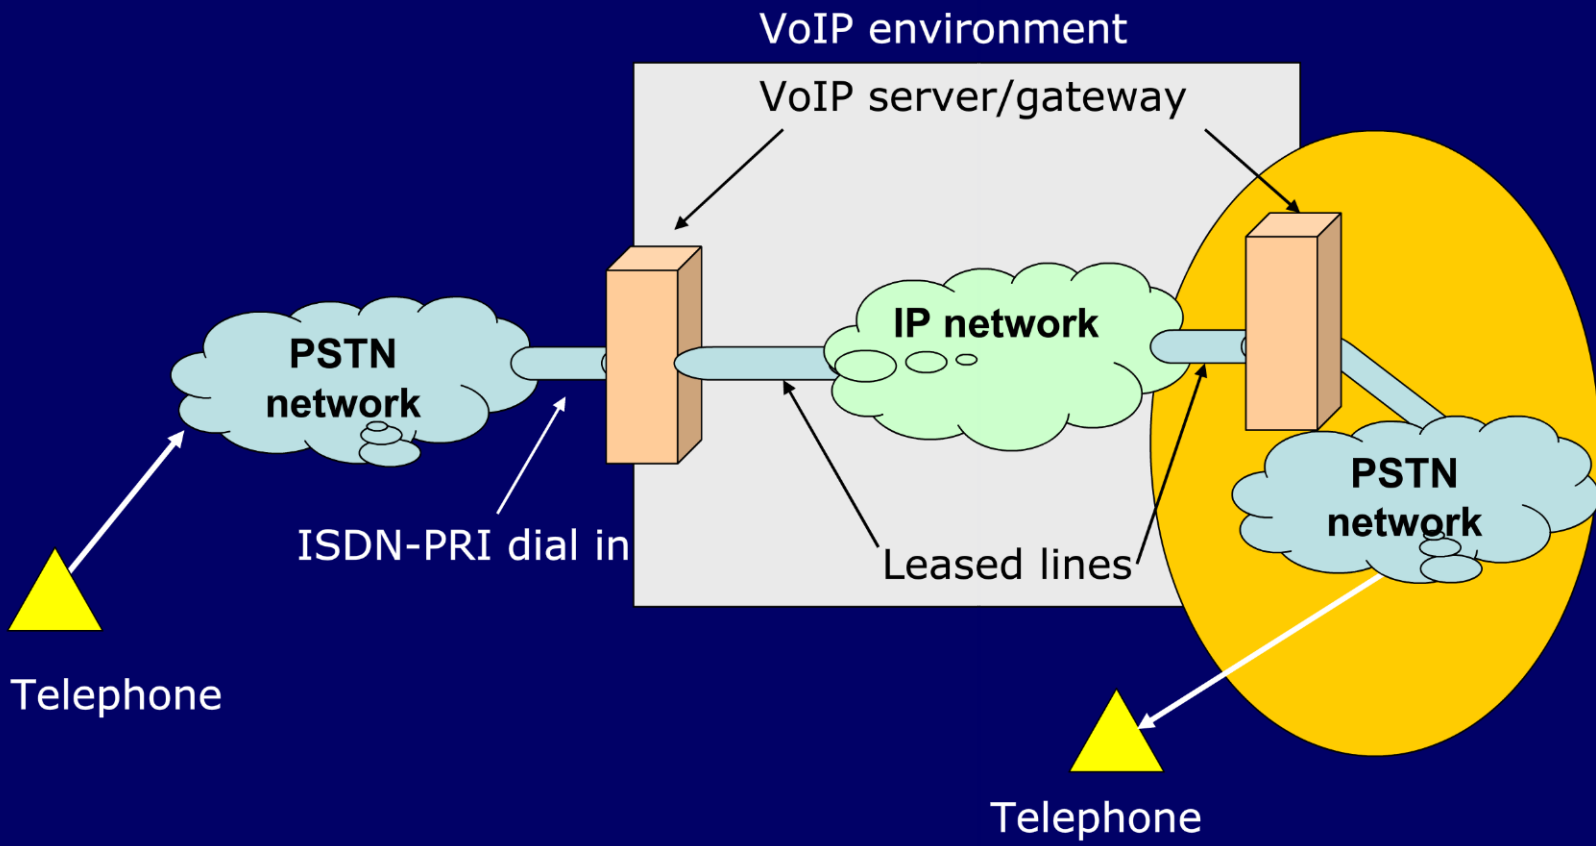 VoIP environment
VoIP server/gateway
IP network
PSTN
network
PSTN
network
ISDN-PRI dial in
Leased lines
Telephone
Telephone